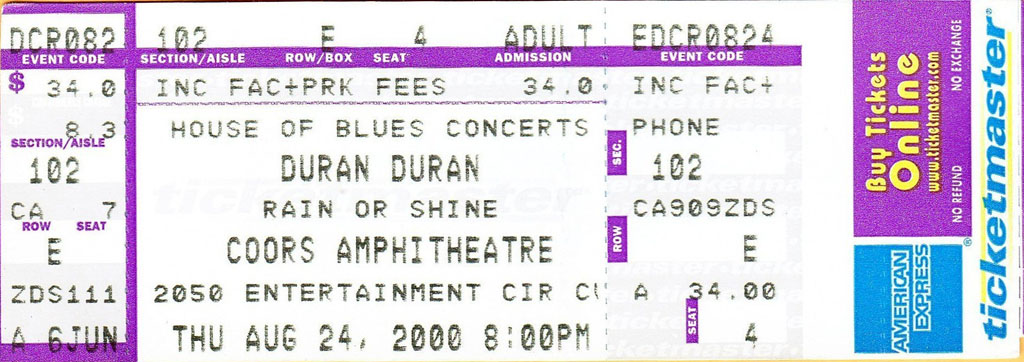 DCR082 102 E 4 ADULT EDCR0824
EVENT CODE SECTION/AISLE ROW/BOX SEAT ADMISSION EVENT CODE
$ 34.0 INC FAC+PRK FEES 34.0 INC FAC+
8.3 HOUSE OF BLUES CONCERTS PHONE
SECTION/AISLE SEC.
102 DURAN DURAN 102
CA 7 RAIN OR SHINE CA909ZDS
ROW SEAT ROW
E COORS AMPHITHEATRE E
ZDS111 2050 ENTERTAINMENT CIR A 34.00
SEAT
A 6JUN THU AUG 24, 2000 8:00PM 4
Buy Tickets
Online
www.ticketmaster.com
NO REFUND NO EXCHANGE
AMERICAN
EXPRESS
®
ticketmaster